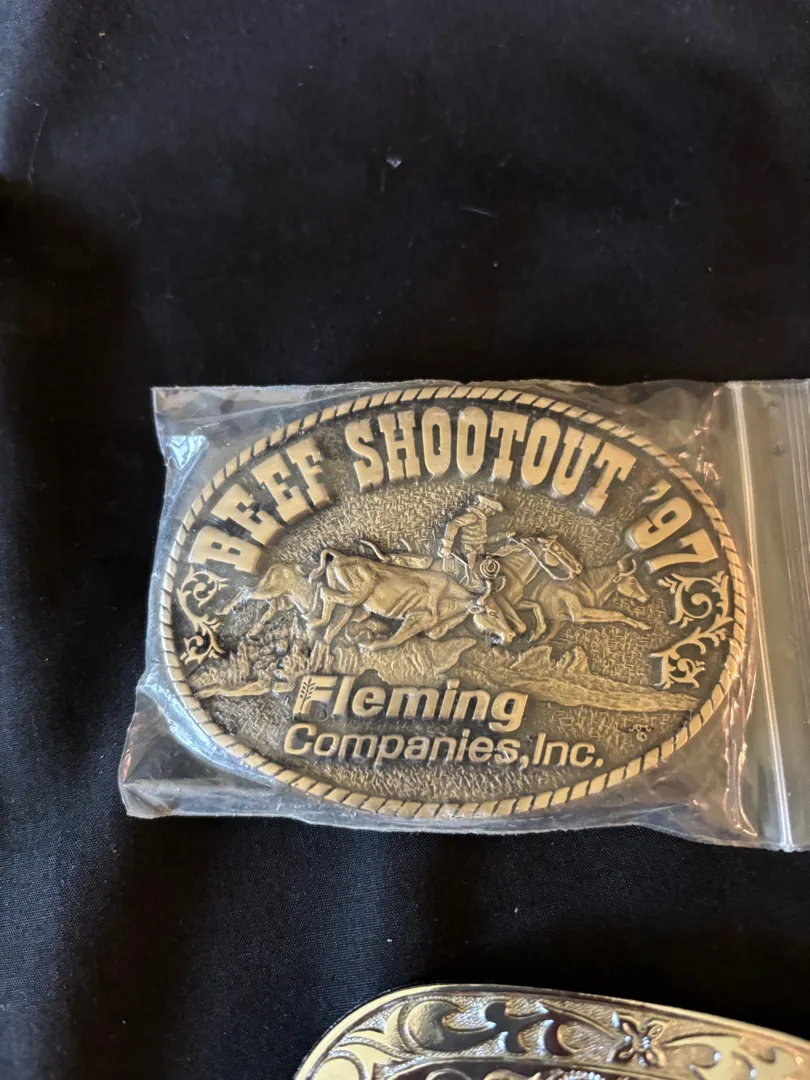 BEEF SHOOTOUT '97
Fleming
Companies, Inc.